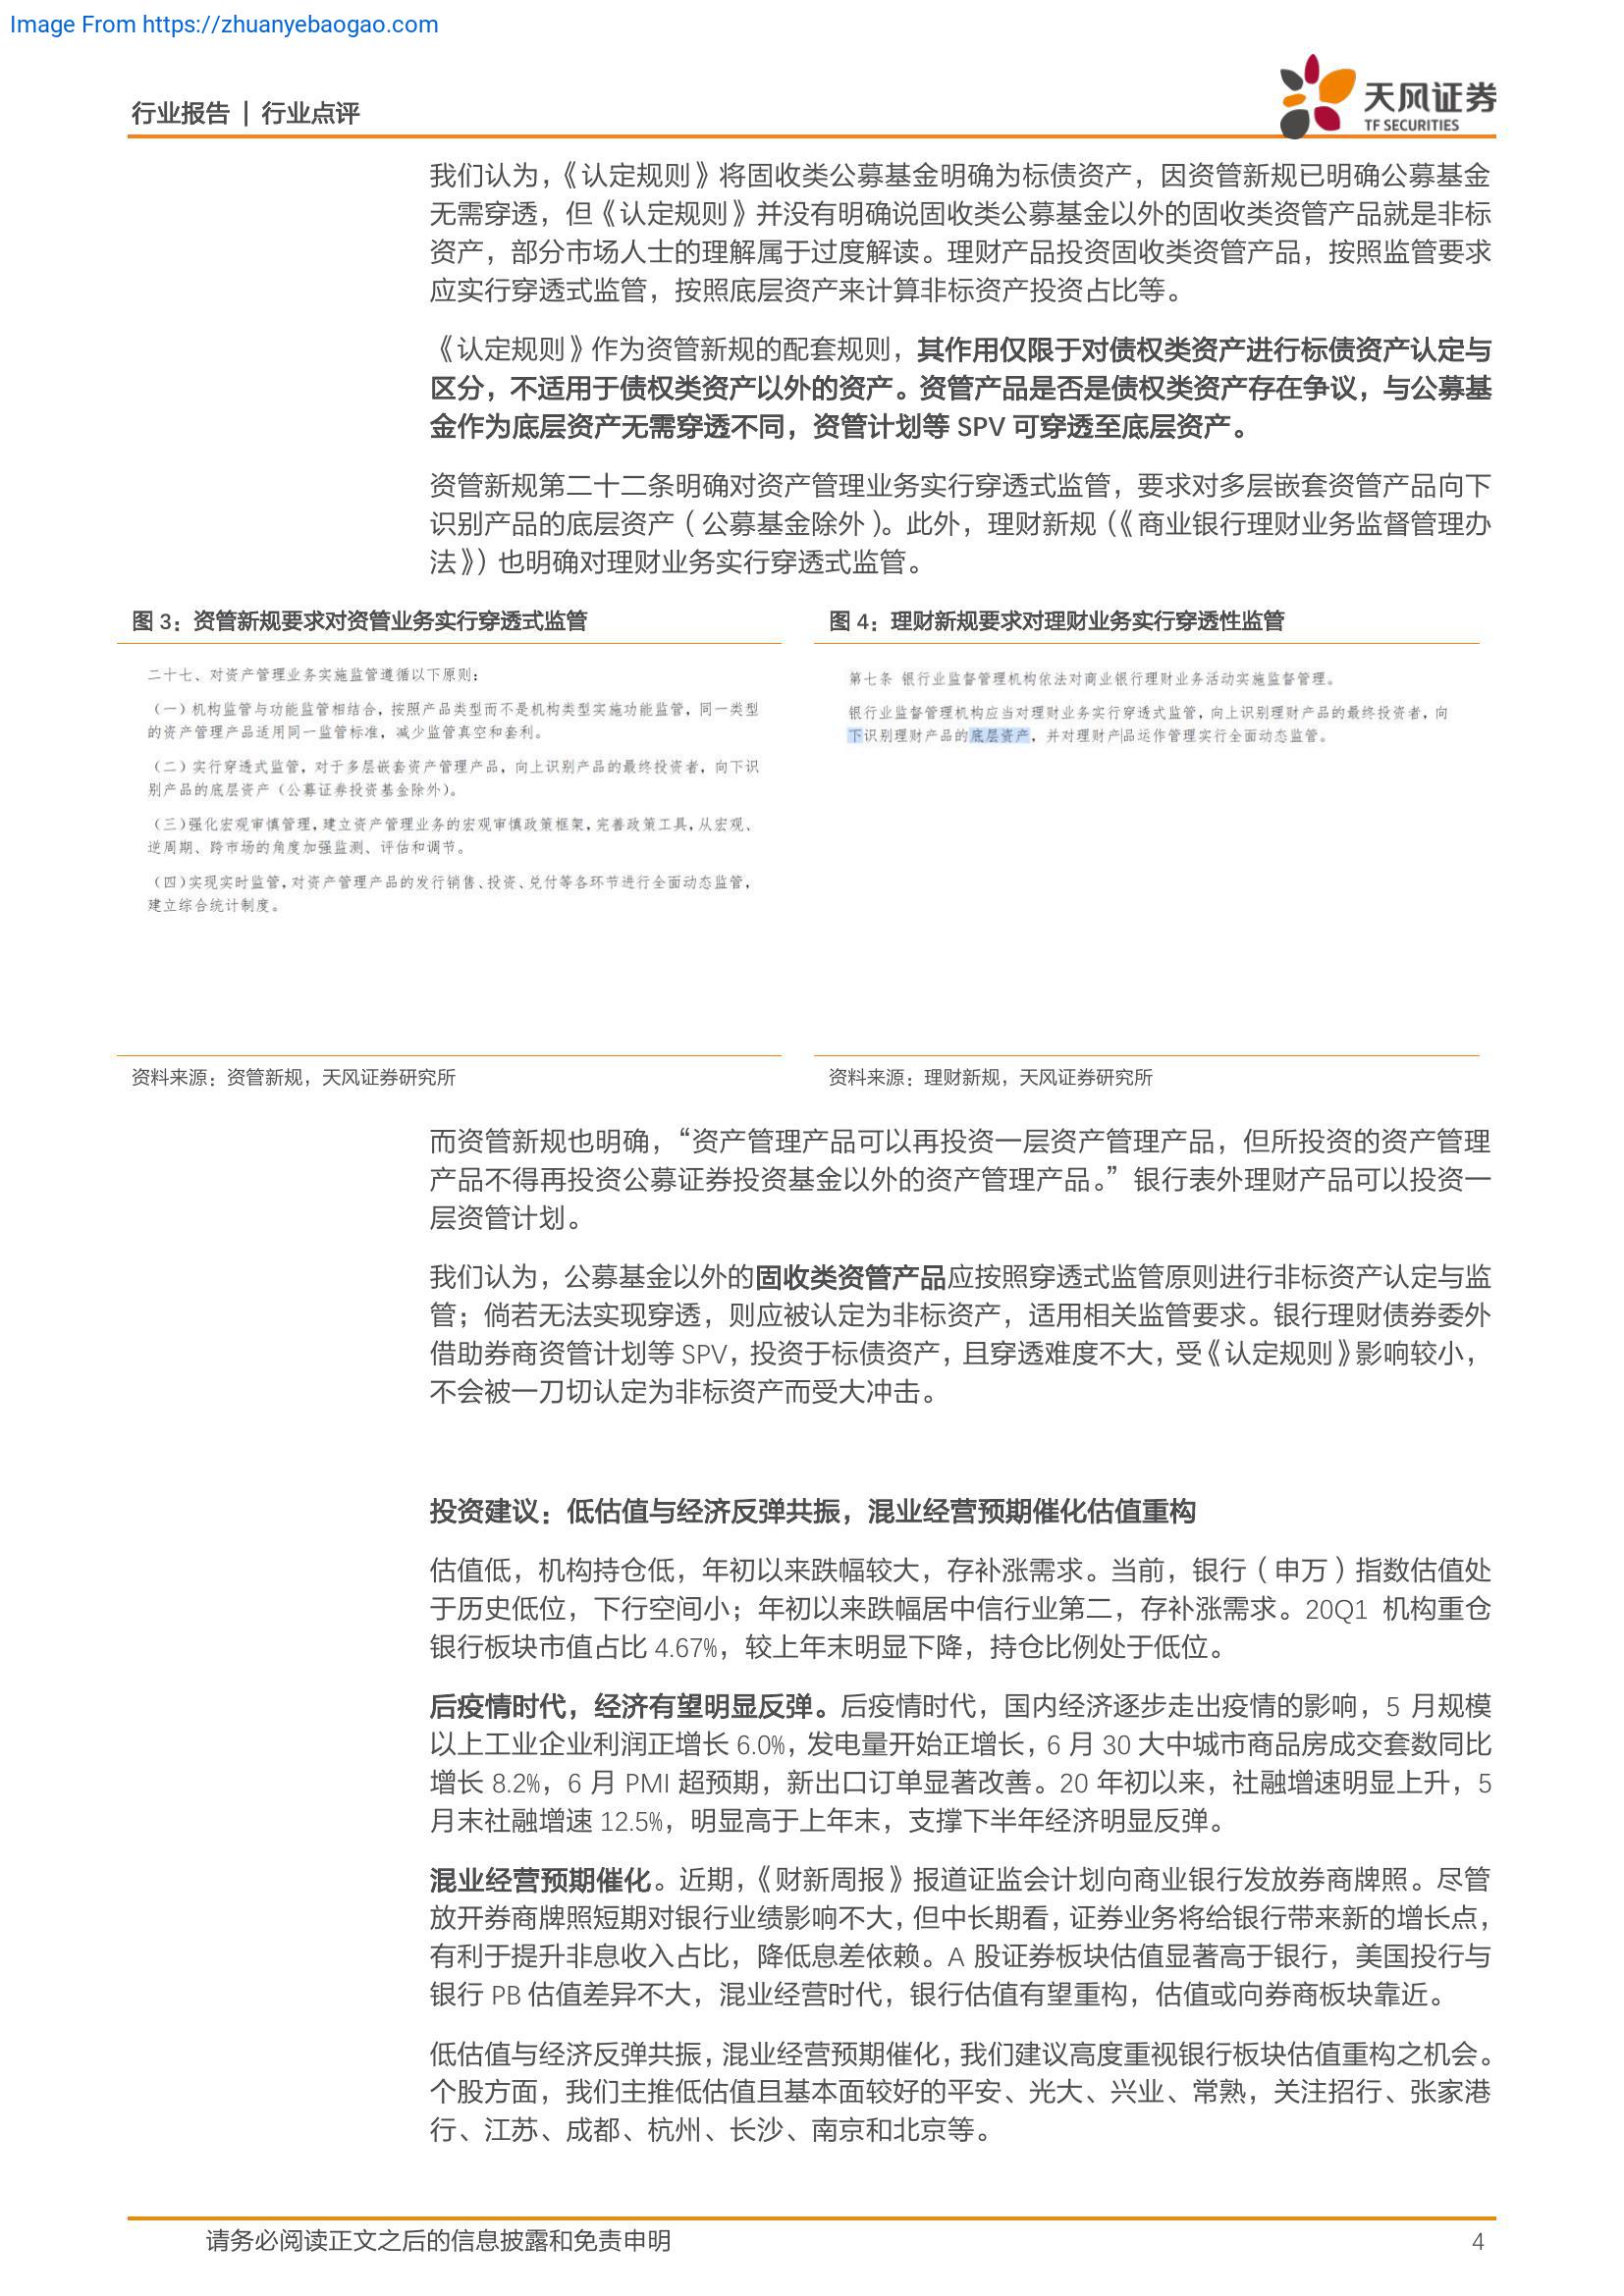 Image From https://zhuanyebaogao.com
行业报告 | 行业点评
天风证券
TF SECURITIES
我们认为，《认定规则》将固收类公募基金明确为标债资产，因资管新规已明确公募基金
无需穿透，但《认定规则》并没有明确说固收类公募基金以外的固收类资管产品就是非标
资产，部分市场人士的理解属于过度解读。理财产品投资固收类资管产品，按照监管要求
应实行穿透式监管，按照底层资产来计算非标资产投资占比等。
《认定规则》作为资管新规的配套规则，其作用仅限于对债权类资产进行标债资产认定与
区分，不适用于债权类资产以外的资产。资管产品是否是债权类资产存在争议，与公募基
金作为底层资产无需穿透不同，资管计划等 SPV 可穿透至底层资产。
资管新规第二十二条明确对资产管理业务实行穿透式监管，要求对多层嵌套资管产品向下
识别产品的底层资产（公募基金除外）。此外，理财新规（《商业银行理财业务监督管理办
法》）也明确对理财业务实行穿透式监管。
图 3：资管新规要求对资管业务实行穿透式监管
二十七、对资产管理业务实施监管遵循以下原则：
（一）机构监管与功能监管相结合，按照产品类型而不是机构类型实施功能监管，同一类型
的资产管理产品适用同一监管标准，减少监管真空和套利。
（二）实行穿透式监管，对于多层嵌套资产管理产品，向上识别产品的最终投资者，向下识
别产品的底层资产（公募证券投资基金除外）。
（三）强化宏观审慎管理，建立资产管理业务的宏观审慎政策框架，完善政策工具，从宏观、
逆周期、跨市场的角度加强监测、评估和调节。
（四）实现实时监管，对资产管理产品的发行销售、投资、兑付等各环节进行全面动态监管，
建立综合统计制度。
资料来源：资管新规，天风证券研究所
图 4：理财新规要求对理财业务实行穿透性监管
第七条 银行业监督管理机构依法对商业银行理财业务活动实施监督管理。
银行业监督管理机构应当对理财业务实行穿透式监管，向上识别理财产品的最终投资者，向
下识别理财产品的底层资产，并对理财产品运作管理实行全面动态监管。
资料来源：理财新规，天风证券研究所
而资管新规也明确，“资产管理产品可以再投资一层资产管理产品，但所投资的资产管理
产品不得再投资公募证券投资基金以外的资产管理产品。”银行表外理财产品可以投资一
层资管计划。
我们认为，公募基金以外的固收类资管产品应按照穿透式监管原则进行非标资产认定与监
管；倘若无法实现穿透，则应被认定为非标资产，适用相关监管要求。银行理财债券委外
借助券商资管计划等 SPV，投资于标债资产，且穿透难度不大，受《认定规则》影响较小，
不会被一刀切认定为非标资产而受大冲击。
投资建议：低估值与经济反弹共振，混业经营预期催化估值重构
估值低，机构持仓低，年初以来跌幅较大，存补涨需求。当前，银行（申万）指数估值处
于历史低位，下行空间小；年初以来跌幅居中信行业第二，存补涨需求。20Q1 机构重仓
银行板块市值占比 4.67%，较上年末明显下降，持仓比例处于低位。
后疫情时代，经济有望明显反弹。后疫情时代，国内经济逐步走出疫情的影响，5 月规模
以上工业企业利润正增长 6.0%，发电量开始正增长，6 月 30 大中城市商品房成交套数同比
增长 8.2%，6 月 PMI 超预期，新出口订单显著改善。20 年初以来，社融增速明显上升，5
月末社融增速 12.5%，明显高于上年末，支撑下半年经济明显反弹。
混业经营预期催化。近期，《财新周报》报道证监会计划向商业银行发放券商牌照。尽管
放开券商牌照短期对银行业绩影响不大，但中长期看，证券业务将给银行带来新的增长点，
有利于提升非息收入占比，降低息差依赖。A 股证券板块估值显著高于银行，美国投行与
银行 PB 估值差异不大，混业经营时代，银行估值有望重构，估值或向券商板块靠近。
低估值与经济反弹共振，混业经营预期催化，我们建议高度重视银行板块估值重构之机会。
个股方面，我们主推低估值且基本面较好的平安、光大、兴业、常熟，关注招行、张家港
行、江苏、成都、杭州、长沙、南京和北京等。
请务必阅读正文之后的信息披露和免责申明
4